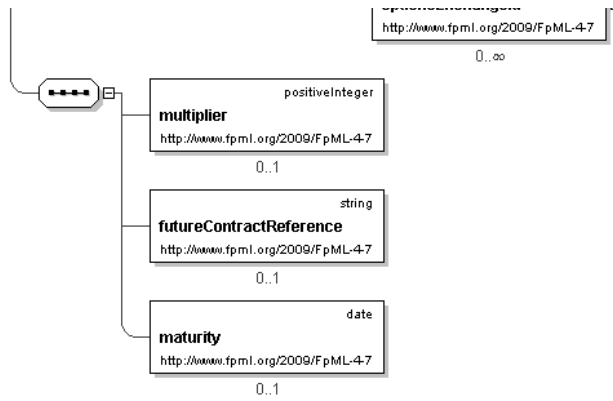 http://www.fpml.org/2009/FpML-4-7
0..∞
positiveInteger
multiplier
http://www.fpml.org/2009/FpML-4-7
0..1
string
futureContractReference
http://www.fpml.org/2009/FpML-4-7
0..1
date
maturity
http://www.fpml.org/2009/FpML-4-7
0..1